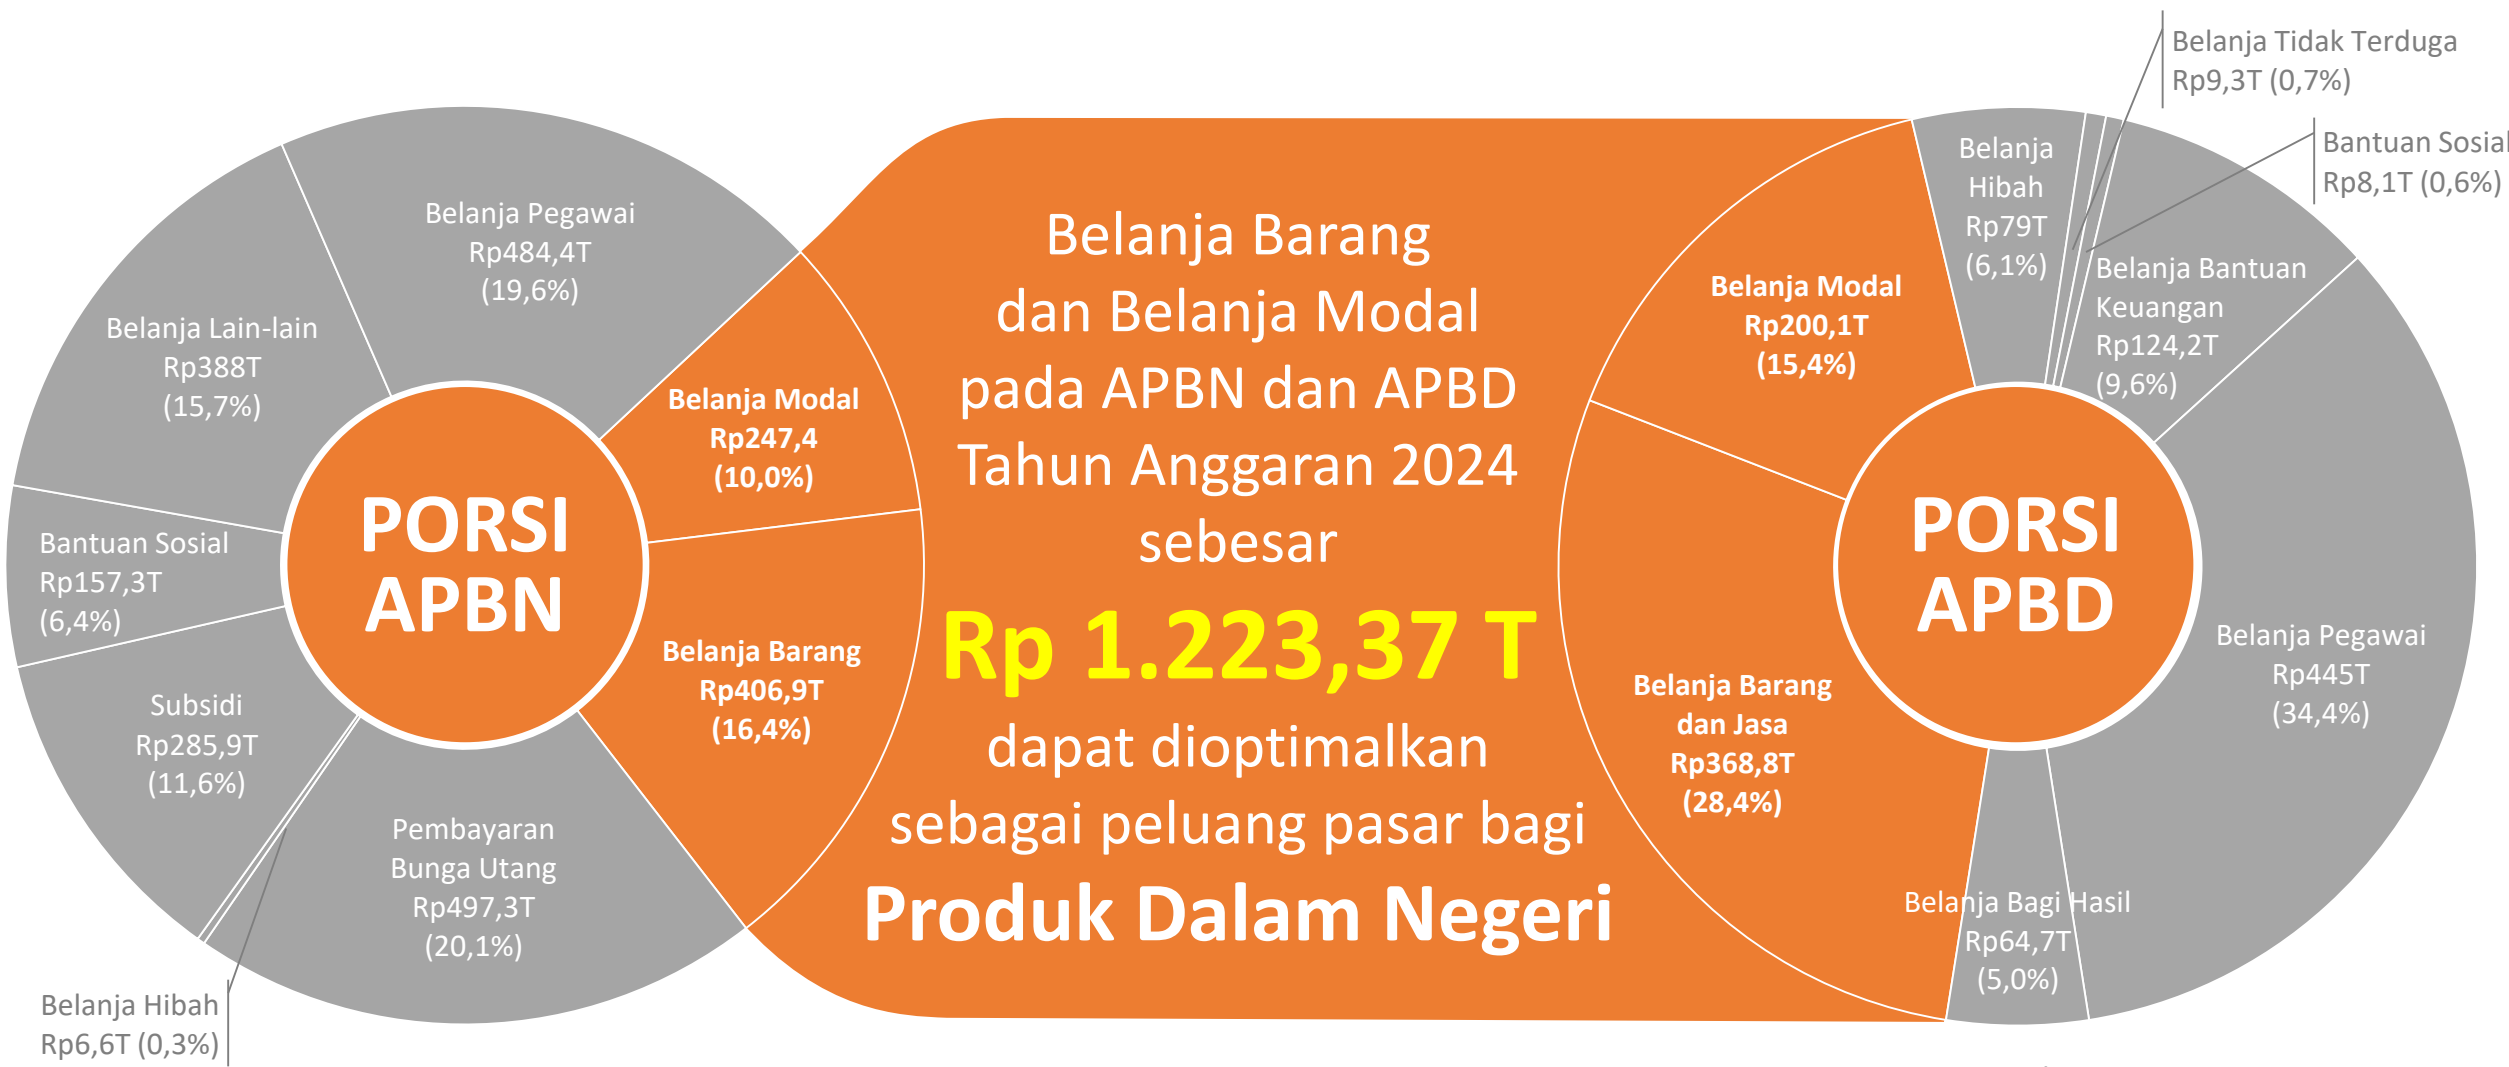 PORSI
APBN
Belanja Pegawai
Rp484,4T
(19,6%)
Belanja Lain-lain
Rp388T
(15,7%)
Bantuan Sosial
Rp157,3T
(6,4%)
Subsidi
Rp285,9T
(11,6%)
Belanja Hibah
Rp6,6T (0,3%)
Pembayaran
Bunga Utang
Rp497,3T
(20,1%)
Belanja Modal
Rp247,4
(10,0%)
Belanja Barang
Rp406,9T
(16,4%)
Belanja Barang
dan Belanja Modal
pada APBN dan APBD
Tahun Anggaran 2024
sebesar
Rp 1.223,37 T
dapat dioptimalkan
sebagai peluang pasar bagi
Produk Dalam Negeri
PORSI
APBD
Belanja Modal
Rp200,1T
(15,4%)
Belanja Barang
dan Jasa
Rp368,8T
(28,4%)
Belanja
Hibah
Rp79T
(6,1%)
Belanja Tidak Terduga
Rp9,3T (0,7%)
Bantuan Sosial
Rp8,1T (0,6%)
Belanja Bantuan
Keuangan
Rp124,2T
(9,6%)
Belanja Pegawai
Rp445T
(34,4%)
Belanja Bagi Hasil
Rp64,7T
(5,0%)